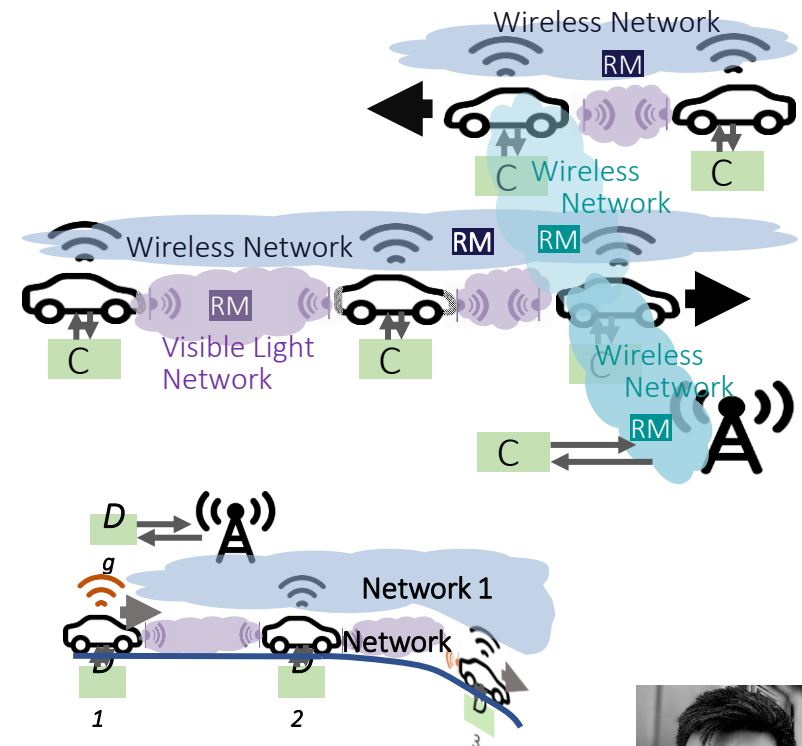 Wireless Network
RM
C
C
Wireless
Network
Wireless Network
RM
RM
RM
C
C
C
Visible Light
Network
Wireless
Network
RM
C
D
g
Network 1
Network
D
D
D
1
2
3